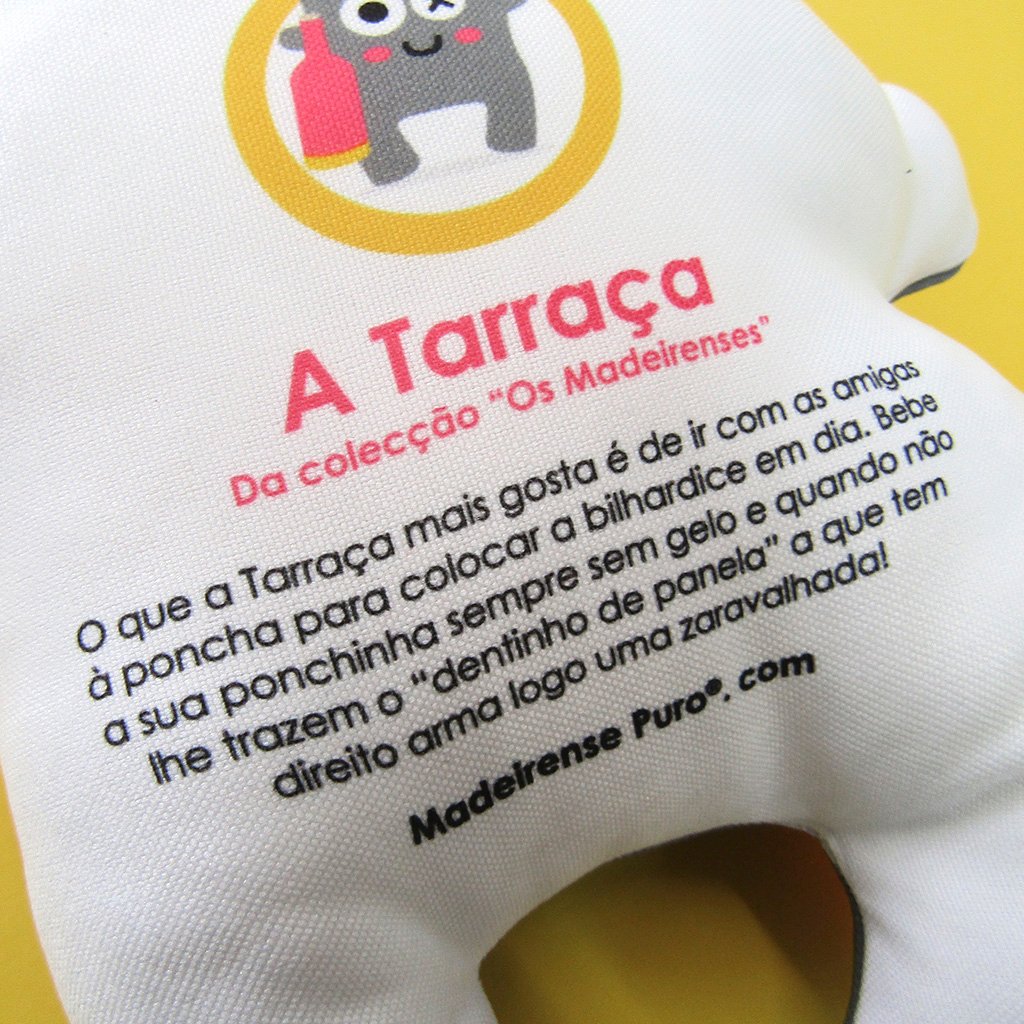 A Tarraça
Da colecção “Os Madeirenses”
O que a Tarraça mais gosta é de ir com as amigas
à poncha para colocar a bilhardice em dia. Bebe
a sua ponchinha sempre sem gelo e quando não
lhe trazem o “dentinho de panela” a que tem
direito arma logo uma zaravalhada!
Madeirense Puro®. com